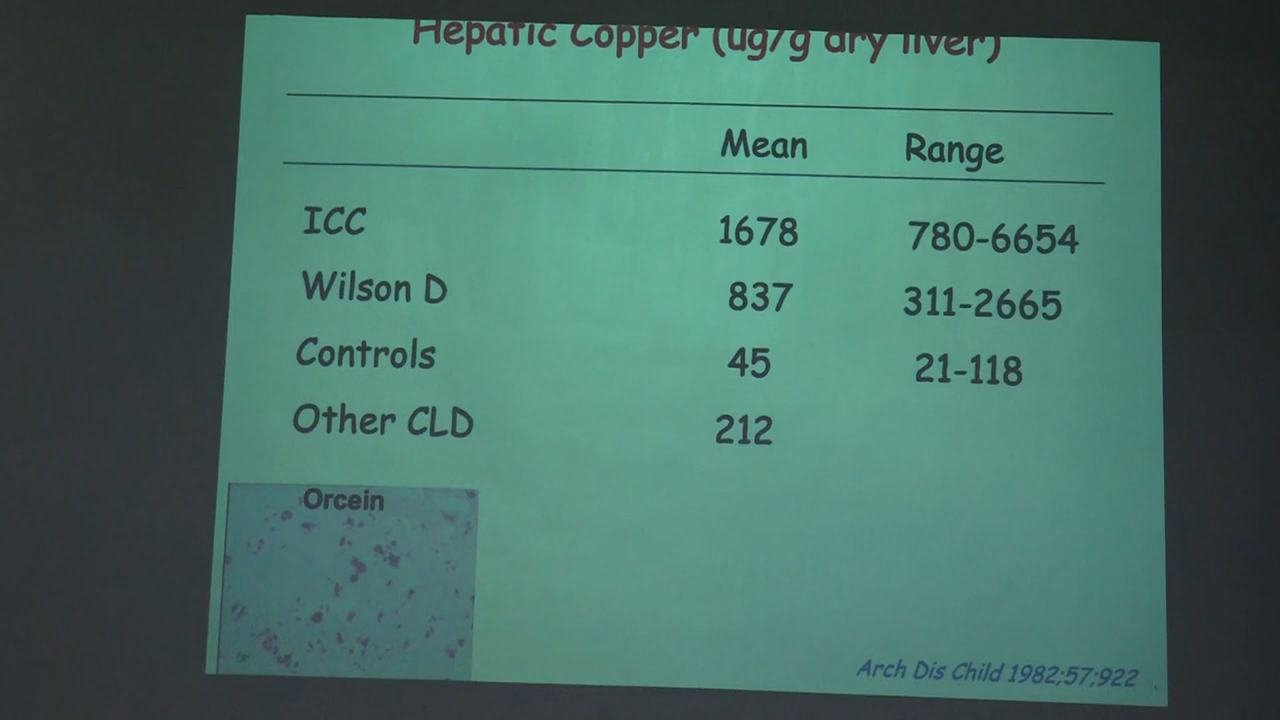 Hepatic Copper (ug/g dry liver)
Mean Range
ICC 1678 780-6654
Wilson D 837 311-2665
Controls 45 21-118
Other CLD 212
Orcein
Arch Dis Child 1982;57;922